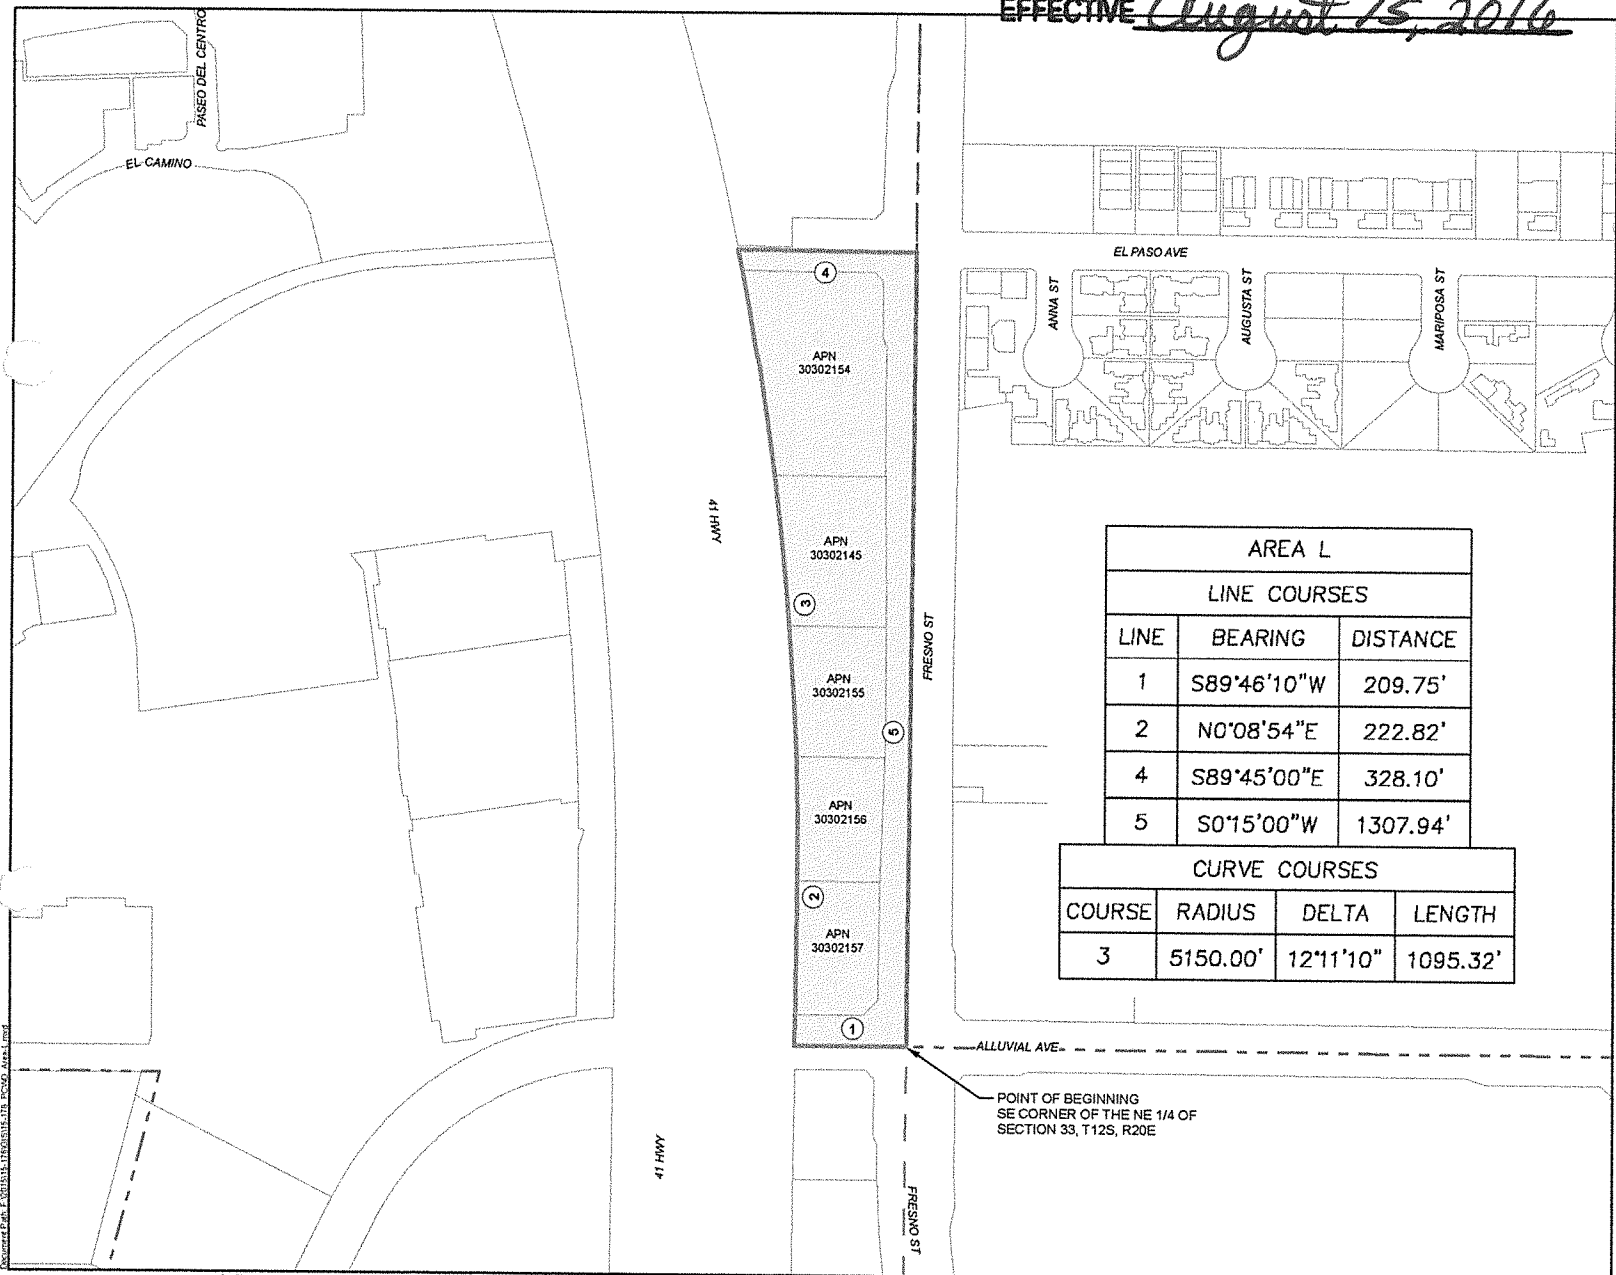 EFFECTIVE August 15, 2016
PASEO DEL CENTRO
EL CAMINO
EL PASO AVE
ANNA ST
AUGUSTA ST
MARIPOSA ST
4
APN
30302154
41 HWY
APN
30302145
3
FRESNO ST
APN
30302155
5
APN
30302156
2
APN
30302157
1
AREA L
LINE COURSES
LINE BEARING DISTANCE
1 S89°46'10"W 209.75'
2 N0°08'54"E 222.82'
4 S89°45'00"E 328.10'
5 S0°15'00"W 1307.94'
CURVE COURSES
COURSE RADIUS DELTA LENGTH
3 5150.00' 12°11'10" 1095.32'
ALLUVIAL AVE
POINT OF BEGINNING
SE CORNER OF THE NE 1/4 OF
SECTION 33, T12S, R20E
41 HWY
FRESNO ST
Document Path: